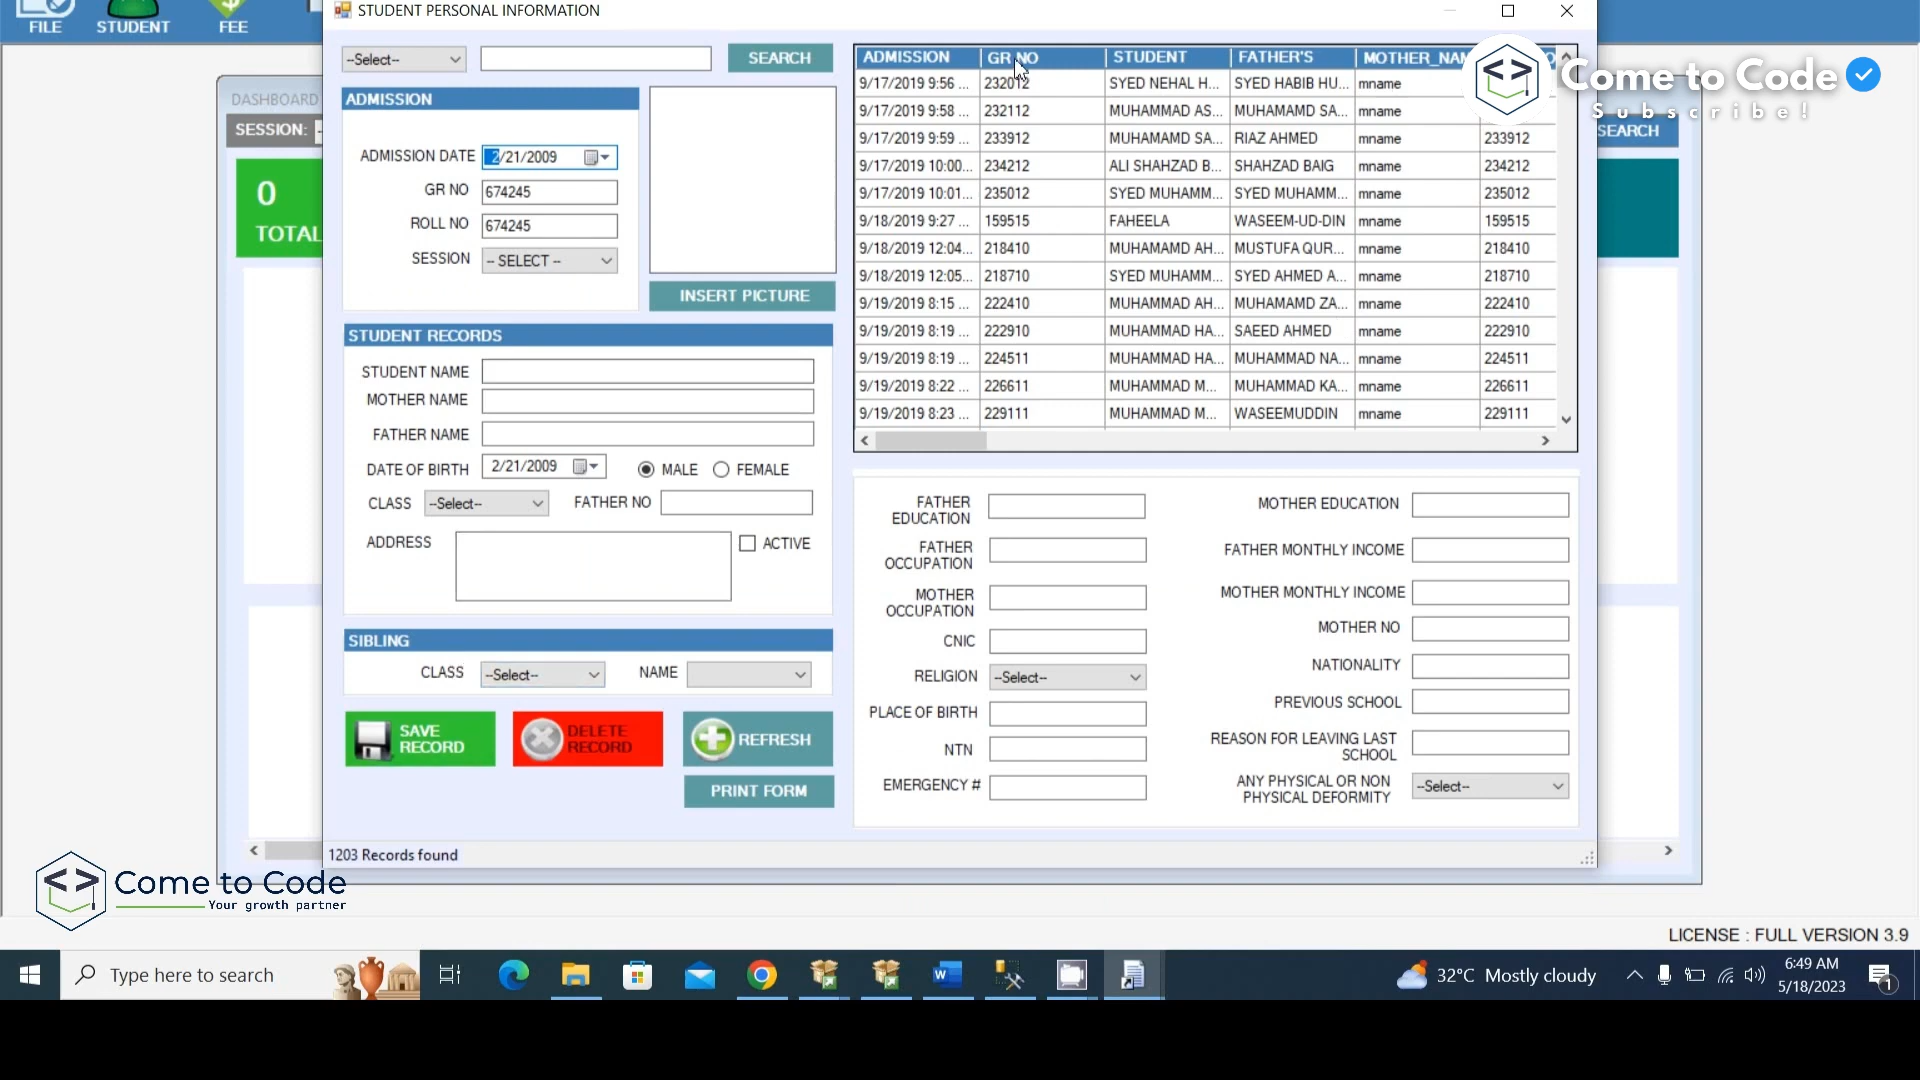 STUDENT PERSONAL INFORMATION
FILE STUDENT FEE
--Select-- SEARCH
ADMISSION
ADMISSION DATE 2/21/2009
GR NO 674245
ROLL NO 674245
SESSION -- SELECT --
INSERT PICTURE
STUDENT RECORDS
STUDENT NAME
MOTHER NAME
FATHER NAME
DATE OF BIRTH 2/21/2009 MALE FEMALE
CLASS --Select-- FATHER NO
ADDRESS ACTIVE
SIBLING
CLASS --Select-- NAME
SAVE RECORD
DELETE RECORD
REFRESH
PRINT FORM
1203 Records found
ADMISSION GR NO STUDENT FATHER'S MOTHER_NAM
9/17/2019 9:56 ... 232012 SYED NEHAL H... SYED HABIB HU... mname
9/17/2019 9:58 ... 232112 MUHAMMAD AS... MUHAMAMD SA... mname
9/17/2019 9:59 ... 233912 MUHAMAMD SA... RIAZ AHMED mname 233912
9/17/2019 10:00... 234212 ALI SHAHZAD B... SHAHZAD BAIG mname 234212
9/17/2019 10:01... 235012 SYED MUHAMM... SYED MUHAMM... mname 235012
9/18/2019 9:27 ... 159515 FAHEELA WASEEM-UD-DIN mname 159515
9/18/2019 12:04... 218410 MUHAMAMD AH... MUSTUFA QUR... mname 218410
9/18/2019 12:05... 218710 SYED MUHAMM... SYED AHMED A... mname 218710
9/19/2019 8:15 ... 222410 MUHAMMAD AH... MUHAMAMD ZA... mname 222410
9/19/2019 8:19 ... 222910 MUHAMMAD HA... SAEED AHMED mname 222910
9/19/2019 8:19 ... 224511 MUHAMMAD HA... MUHAMMAD NA... mname 224511
9/19/2019 8:22 ... 226611 MUHAMMAD M... MUHAMMAD KA... mname 226611
9/19/2019 8:23 ... 229111 MUHAMMAD M... WASEEMUDDIN mname 229111
FATHER EDUCATION
FATHER OCCUPATION
MOTHER OCCUPATION
CNIC
RELIGION --Select--
PLACE OF BIRTH
NTN
EMERGENCY #
MOTHER EDUCATION
FATHER MONTHLY INCOME
MOTHER MONTHLY INCOME
MOTHER NO
NATIONALITY
PREVIOUS SCHOOL
REASON FOR LEAVING LAST
SCHOOL
ANY PHYSICAL OR NON
PHYSICAL DEFORMITY --Select--
DASHBOARD
SESSION:
SEARCH
0
TOTAL
Come to Code
Subscribe!
Come to Code
Your growth partner
LICENSE : FULL VERSION 3.9
Type here to search
32°C Mostly cloudy
6:49 AM
5/18/2023
1